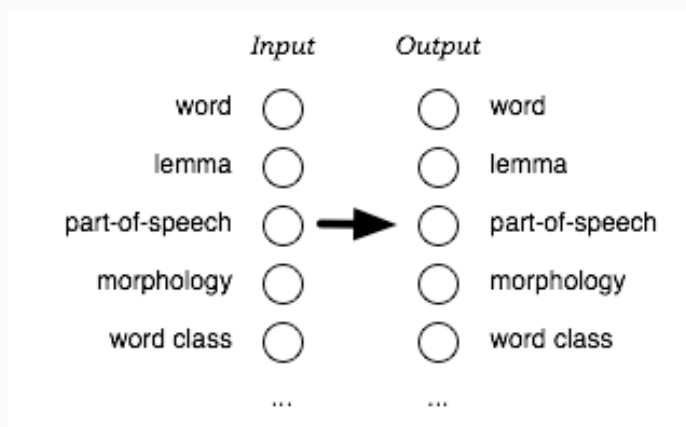 Input Output
word word
lemma lemma
part-of-speech part-of-speech
morphology morphology
word class word class
... ...